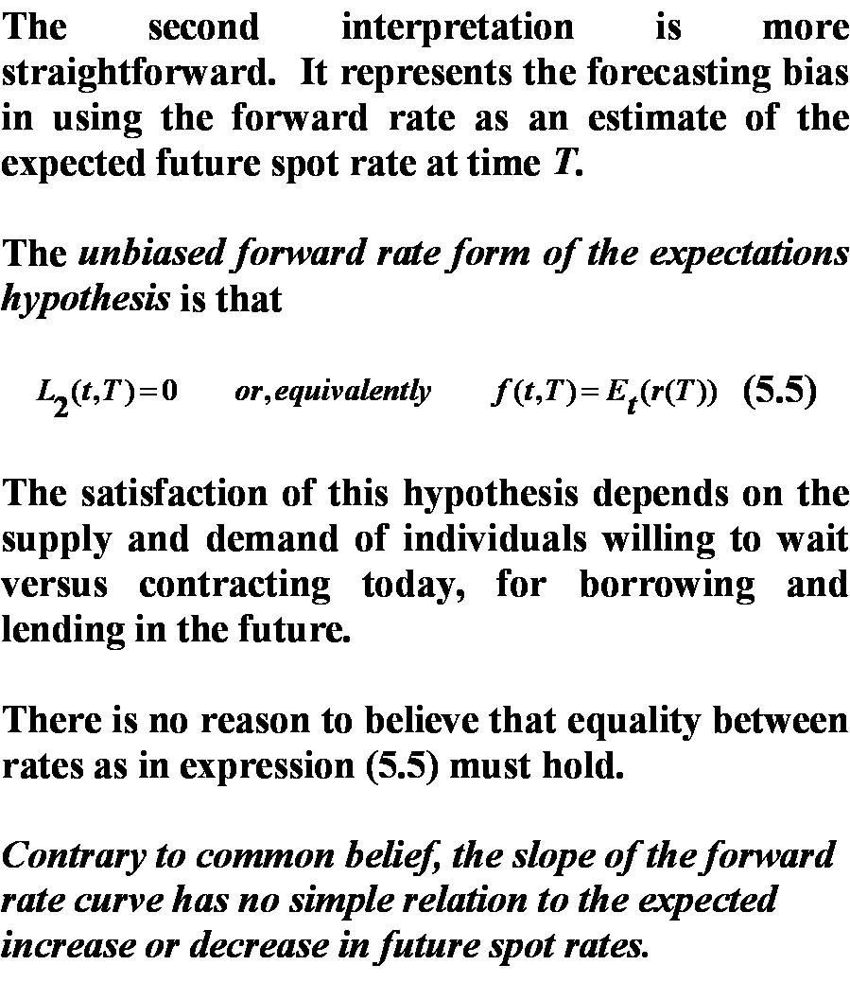 The second interpretation is more
straightforward. It represents the forecasting bias
in using the forward rate as an estimate of the
expected future spot rate at time T.
The unbiased forward rate form of the expectations
hypothesis is that
L₂(t,T)=0 or, equivalently f(t,T)=Eₜ(r(T)) (5.5)
The satisfaction of this hypothesis depends on the
supply and demand of individuals willing to wait
versus contracting today, for borrowing and
lending in the future.
There is no reason to believe that equality between
rates as in expression (5.5) must hold.
Contrary to common belief, the slope of the forward
rate curve has no simple relation to the expected
increase or decrease in future spot rates.